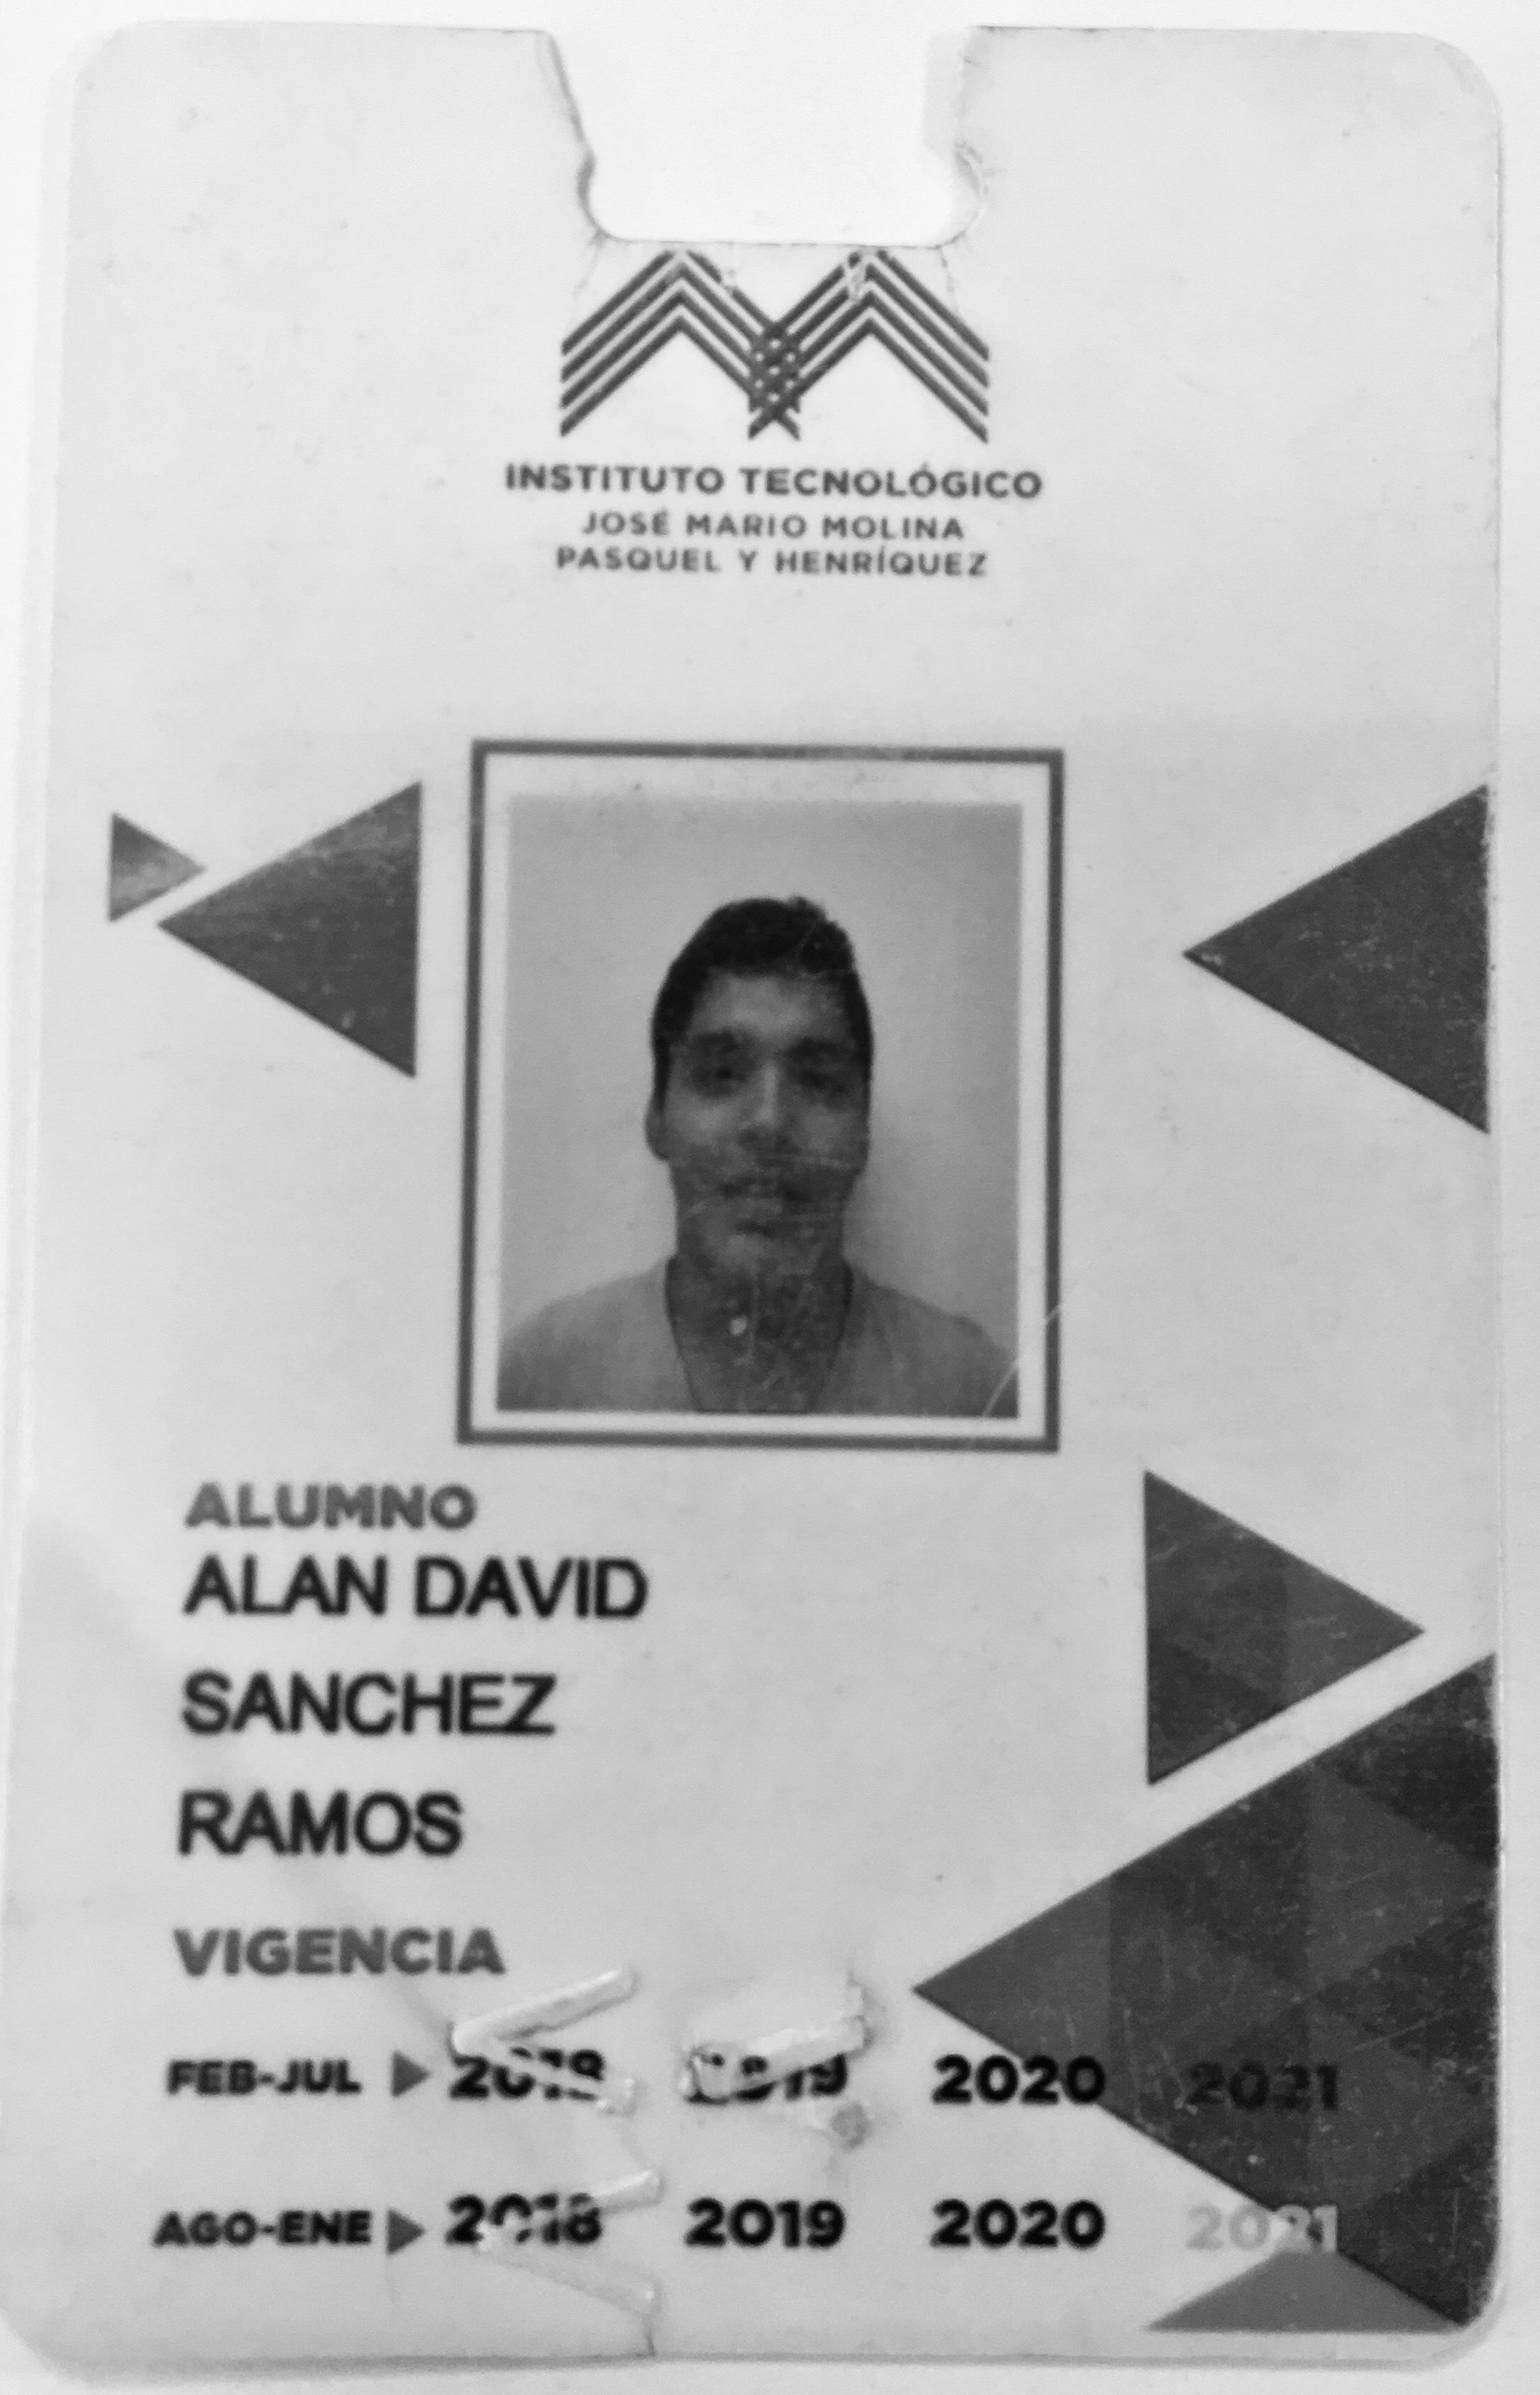 INSTITUTO TECNOLÓGICO
JOSÉ MARIO MOLINA
PASQUEL Y HENRÍQUEZ
ALUMNO
ALAN DAVID
SANCHEZ
RAMOS
VIGENCIA
FEB-JUL 2018 2019 2020 2021
AGO-ENE 2018 2019 2020 2021